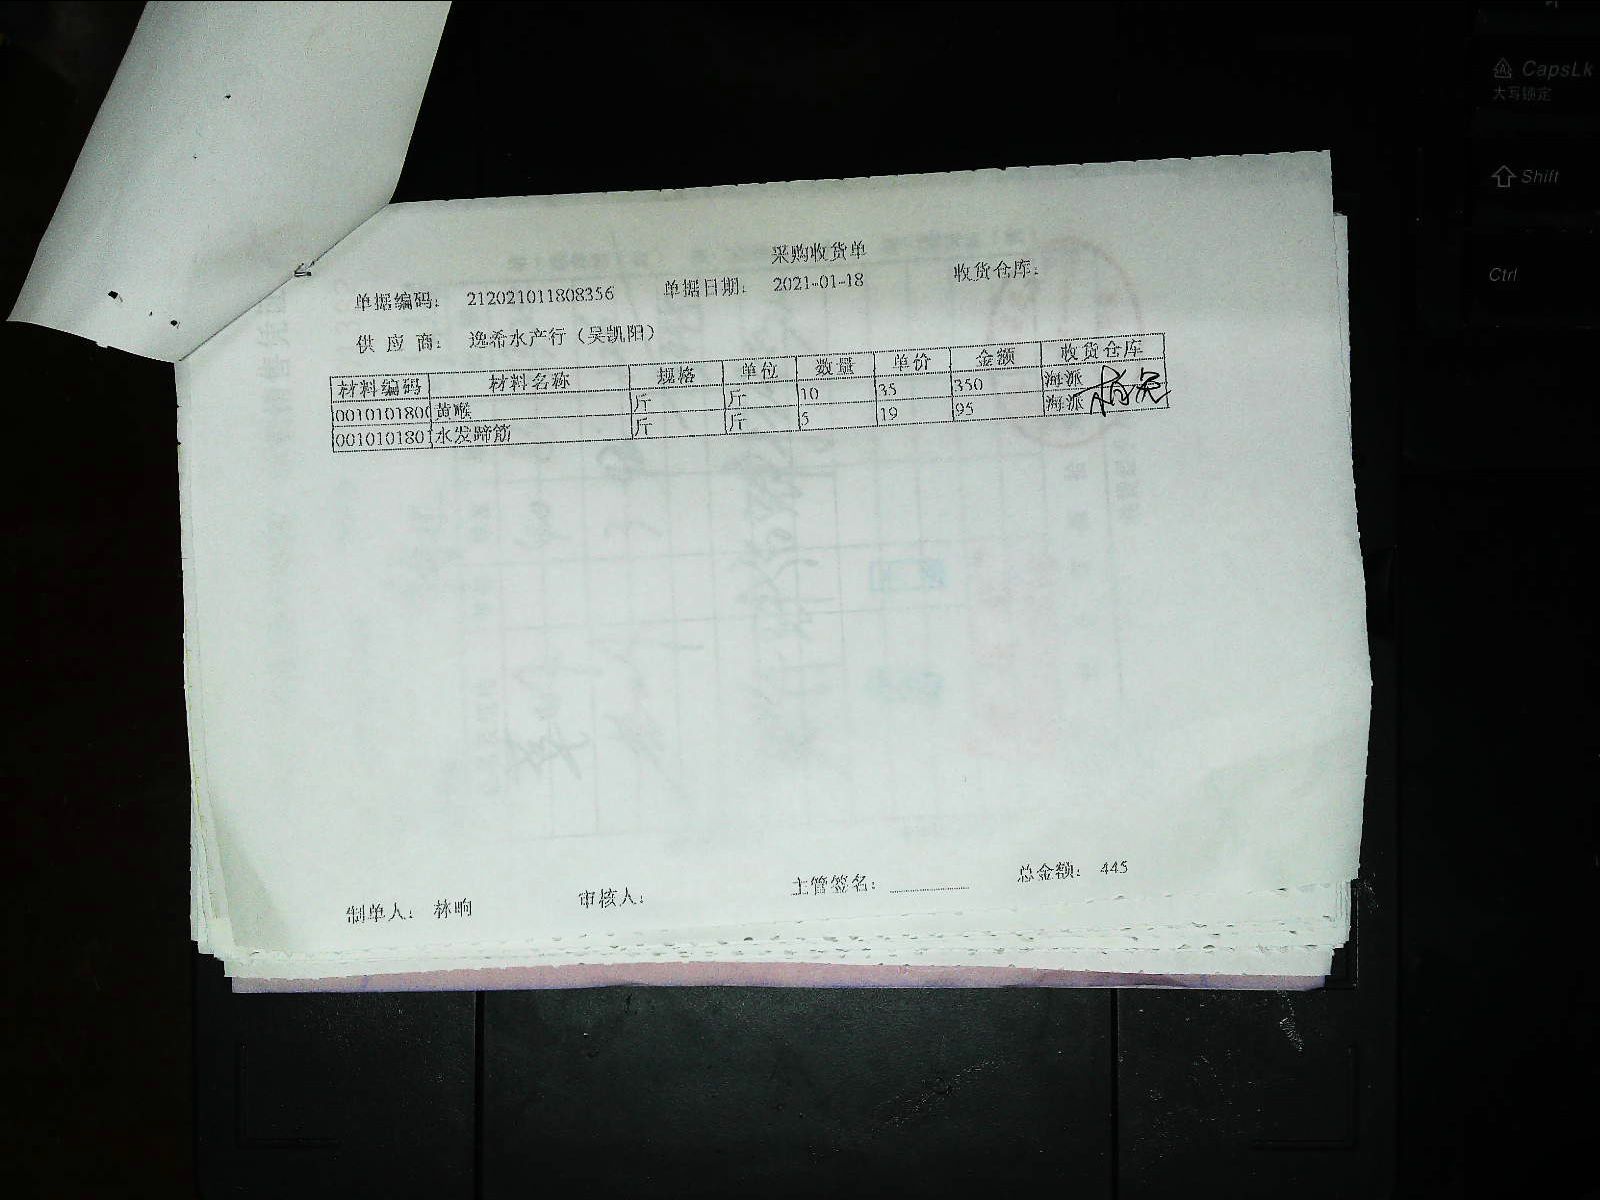 采购收货单
单据编码： 212021011808356 单据日期： 2021-01-18 收货仓库：
供 应 商： 逸希水产行（吴凯阳）
材料编码 材料名称 规格 单位 数量 单价 金额 收货仓库
0010101800 黄喉 斤 斤 10 35 350 海派
001010180 水发蹄筋 斤 斤 5 19 95 海派
制单人： 林响 审核人： 主管签名： 总金额： 445
CapsLk
大写锁定
Shift
Ctrl